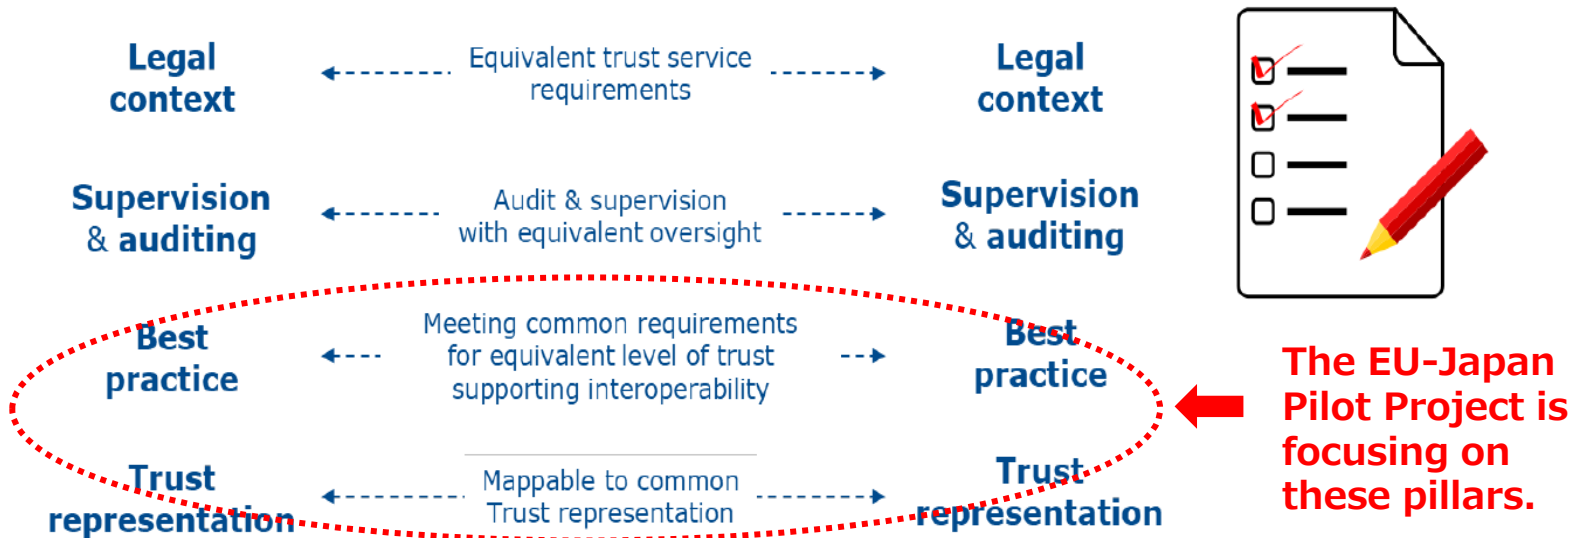 Legal
context
Equivalent trust service
requirements
Legal
context
Supervision
& auditing
Audit & supervision
with equivalent oversight
Supervision
& auditing
Best
practice
Meeting common requirements
for equivalent level of trust
supporting interoperability
Best
practice
Trust
representation
Mappable to common
Trust representation
Trust
representation
The EU-Japan
Pilot Project is
focusing on
these pillars.